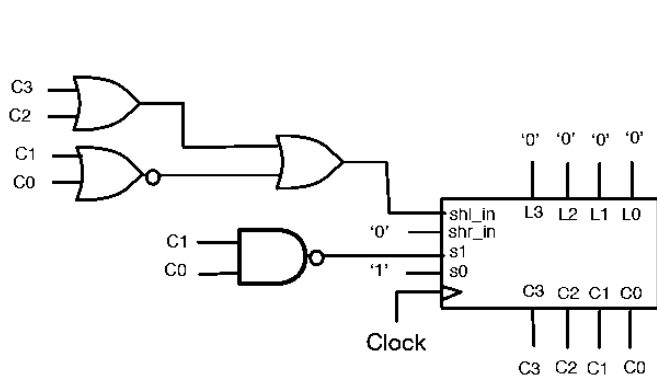 C3
C2
C1
C0
C1
C0
'0'
'1'
Clock
'0' '0' '0' '0'
L3 L2 L1 L0
shl_in
shr_in
s1
s0
C3 C2 C1 C0
C3 C2 C1 C0